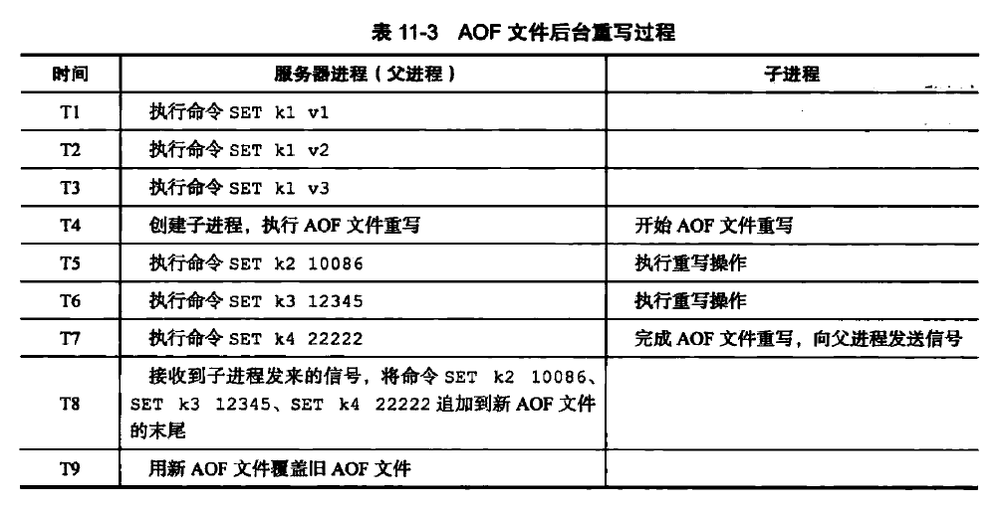 表 11-3 AOF 文件后台重写过程
时间 服务器进程（父进程） 子进程
T1 执行命令 SET k1 v1
T2 执行命令 SET k1 v2
T3 执行命令 SET k1 v3
T4 创建子进程，执行 AOF 文件重写 开始 AOF 文件重写
T5 执行命令 SET k2 10086 执行重写操作
T6 执行命令 SET k3 12345 执行重写操作
T7 执行命令 SET k4 22222 完成 AOF 文件重写，向父进程发送信号
接收到子进程发来的信号，将命令 SET k2 10086、
T8 SET k3 12345、SET k4 22222 追加到新 AOF 文件
的末尾
T9 用新 AOF 文件覆盖旧 AOF 文件